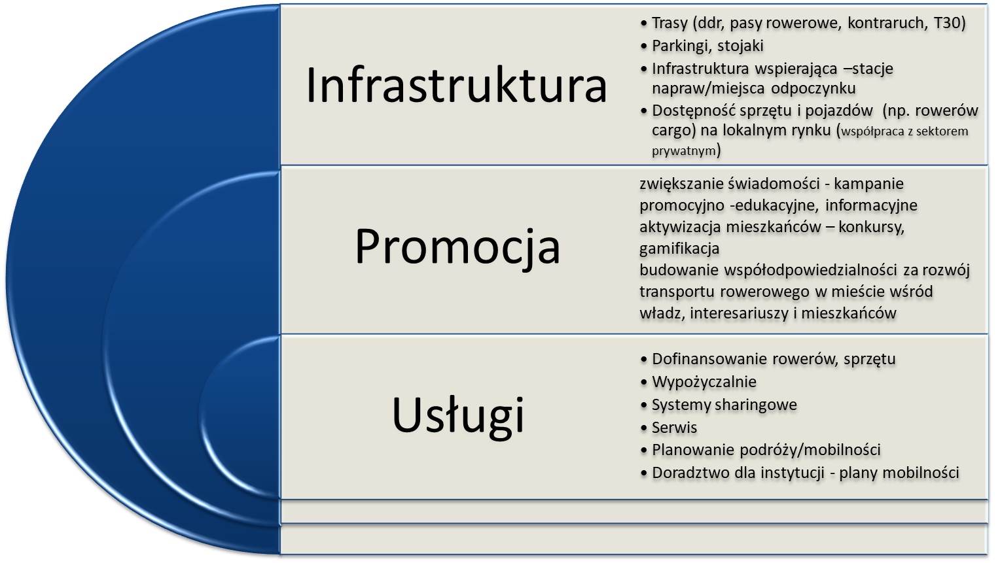 Infrastruktura
• Trasy (ddr, pasy rowerowe, kontraruch, T30)
• Parkingi, stojaki
• Infrastruktura wspierająca –stacje
napraw/miejsca odpoczynku
• Dostępność sprzętu i pojazdów (np. rowerów
cargo) na lokalnym rynku (współpraca z sektorem
prywatnym)
Promocja
zwiększanie świadomości - kampanie
promocyjno -edukacyjne, informacyjne
aktywizacja mieszkańców – konkursy,
gamifikacja
budowanie współodpowiedzialności za rozwój
transportu rowerowego w mieście wśród
władz, interesariuszy i mieszkańców
Usługi
• Dofinansowanie rowerów, sprzętu
• Wypożyczalnie
• Systemy sharingowe
• Serwis
• Planowanie podróży/mobilności
• Doradztwo dla instytucji - plany mobilności